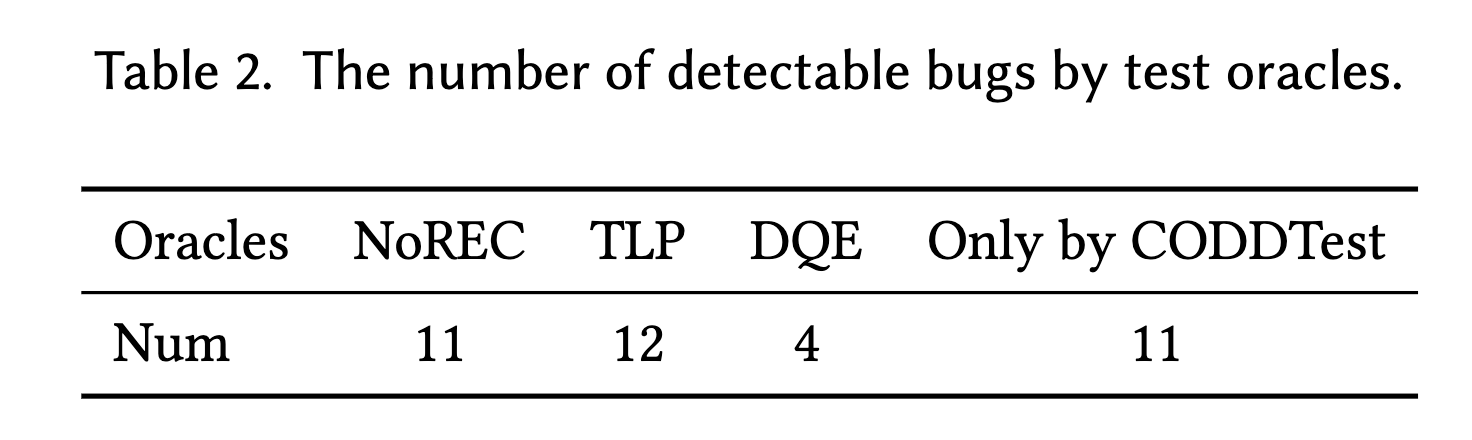 Table 2. The number of detectable bugs by test oracles.
Oracles NoREC TLP DQE Only by CODDTest
Num 11 12 4 11